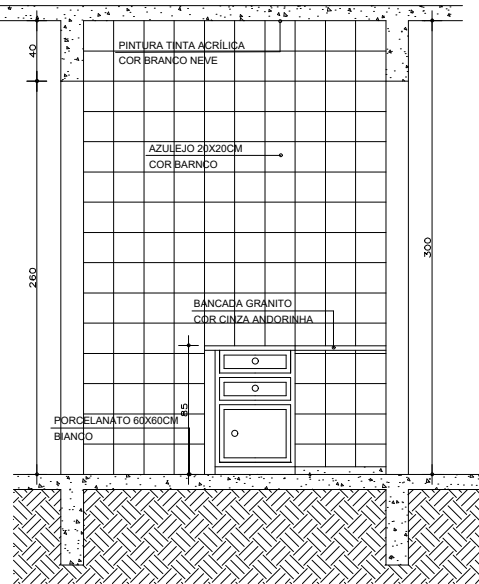 40
PINTURA TINTA ACRÍLICA
COR BRANCO NEVE
AZULEJO 20X20CM
COR BARNCO
260
300
BANCADA GRANITO
COR CINZA ANDORINHA
85
PORCELANATO 60X60CM
BIANCO